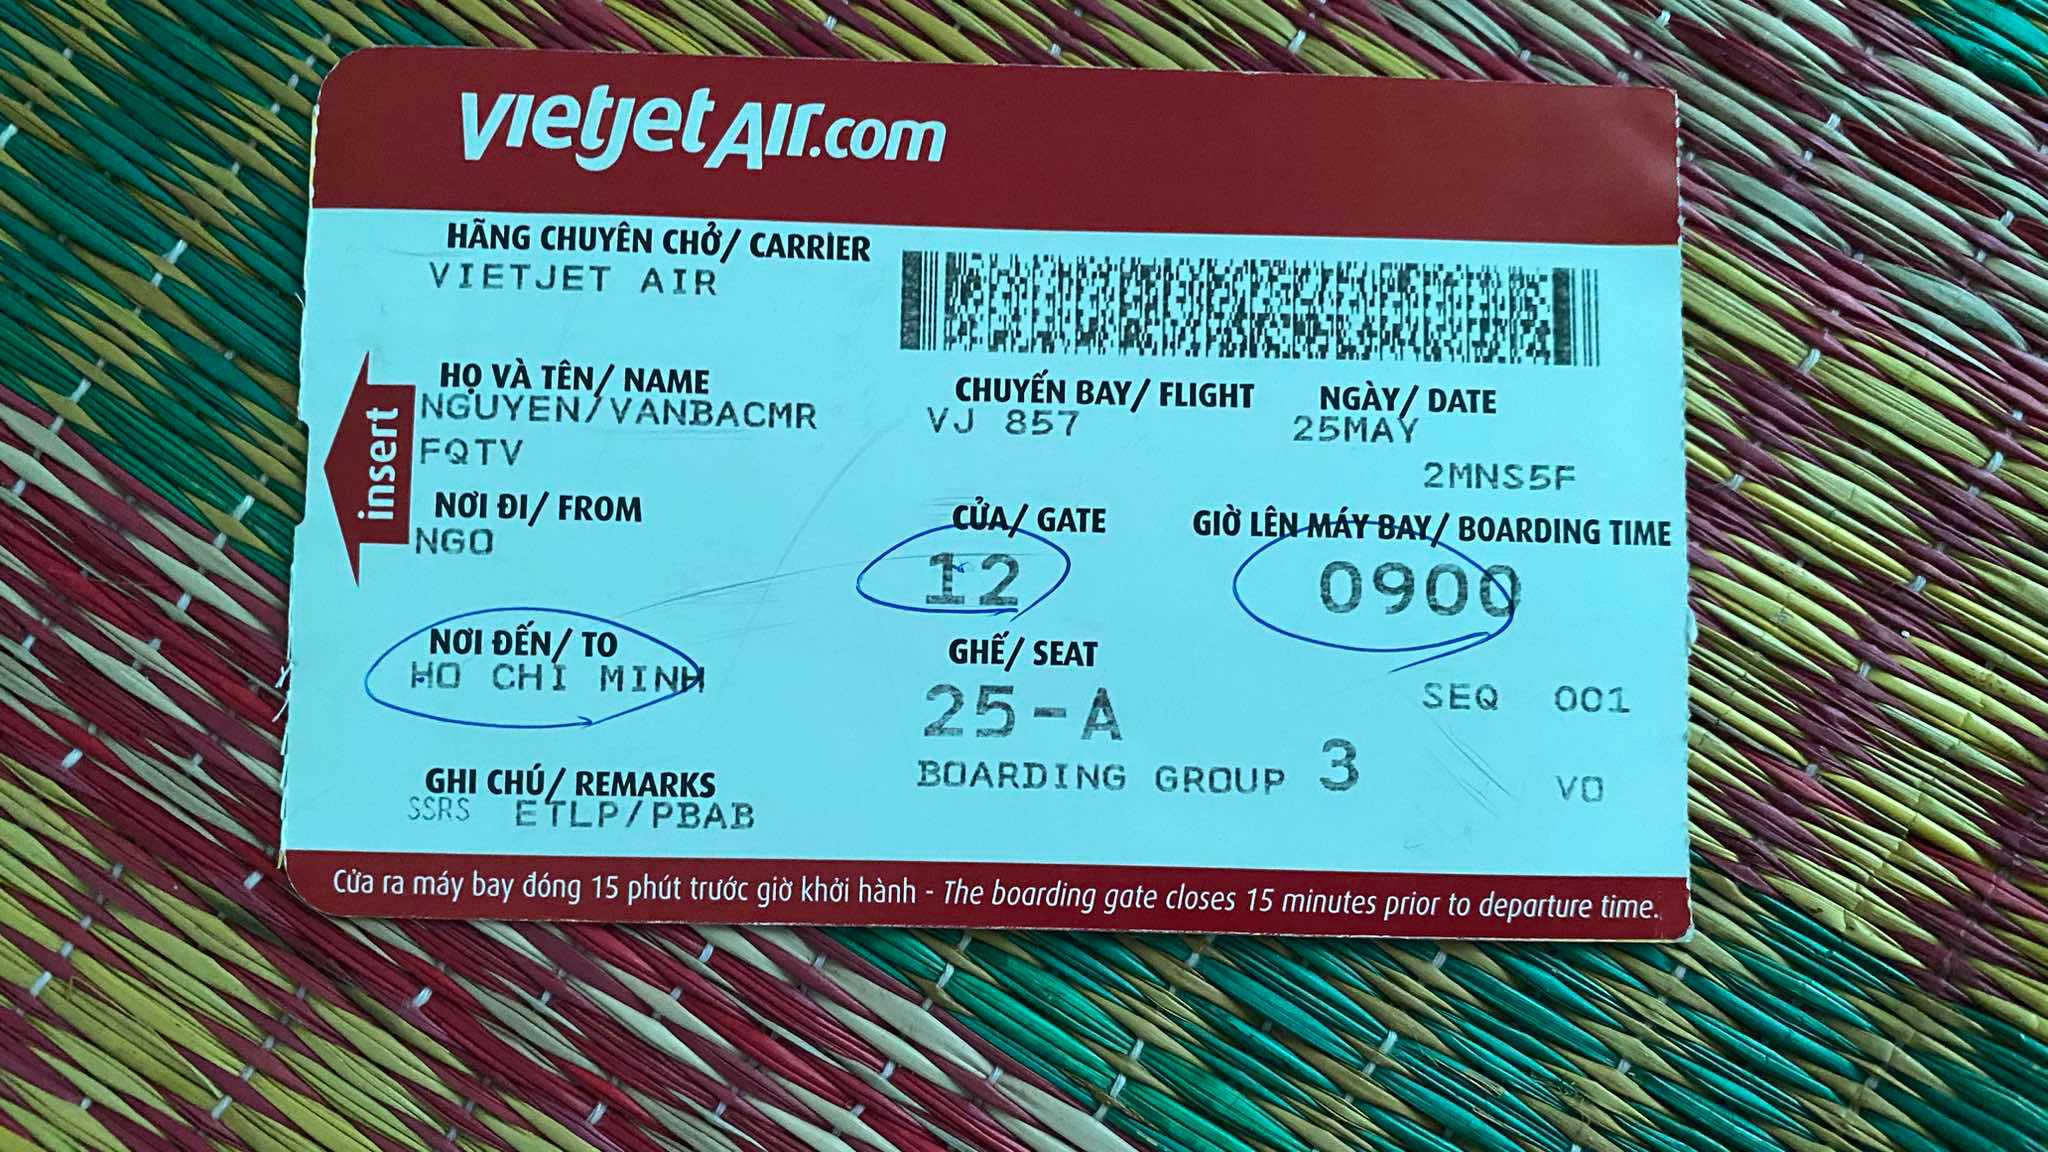 vietjetAir.com
HÃNG CHUYÊN CHỞ/ CARRIER
VIETJET AIR
HỌ VÀ TÊN/ NAME
NGUYEN/VANBACMR
FQTV
CHUYẾN BAY/ FLIGHT
VJ 857
NGÀY/ DATE
25MAY
2MNS5F
insert
NƠI ĐI/ FROM
NGO
CỬA/ GATE
12
GIỜ LÊN MÁY BAY/ BOARDING TIME
0900
NƠI ĐẾN/ TO
HO CHI MINH
GHẾ/ SEAT
25-A
SEQ 001
BOARDING GROUP 3
VO
GHI CHÚ/ REMARKS
SSRS ETLP/PBAB
Cửa ra máy bay đóng 15 phút trước giờ khởi hành - The boarding gate closes 15 minutes prior to departure time.